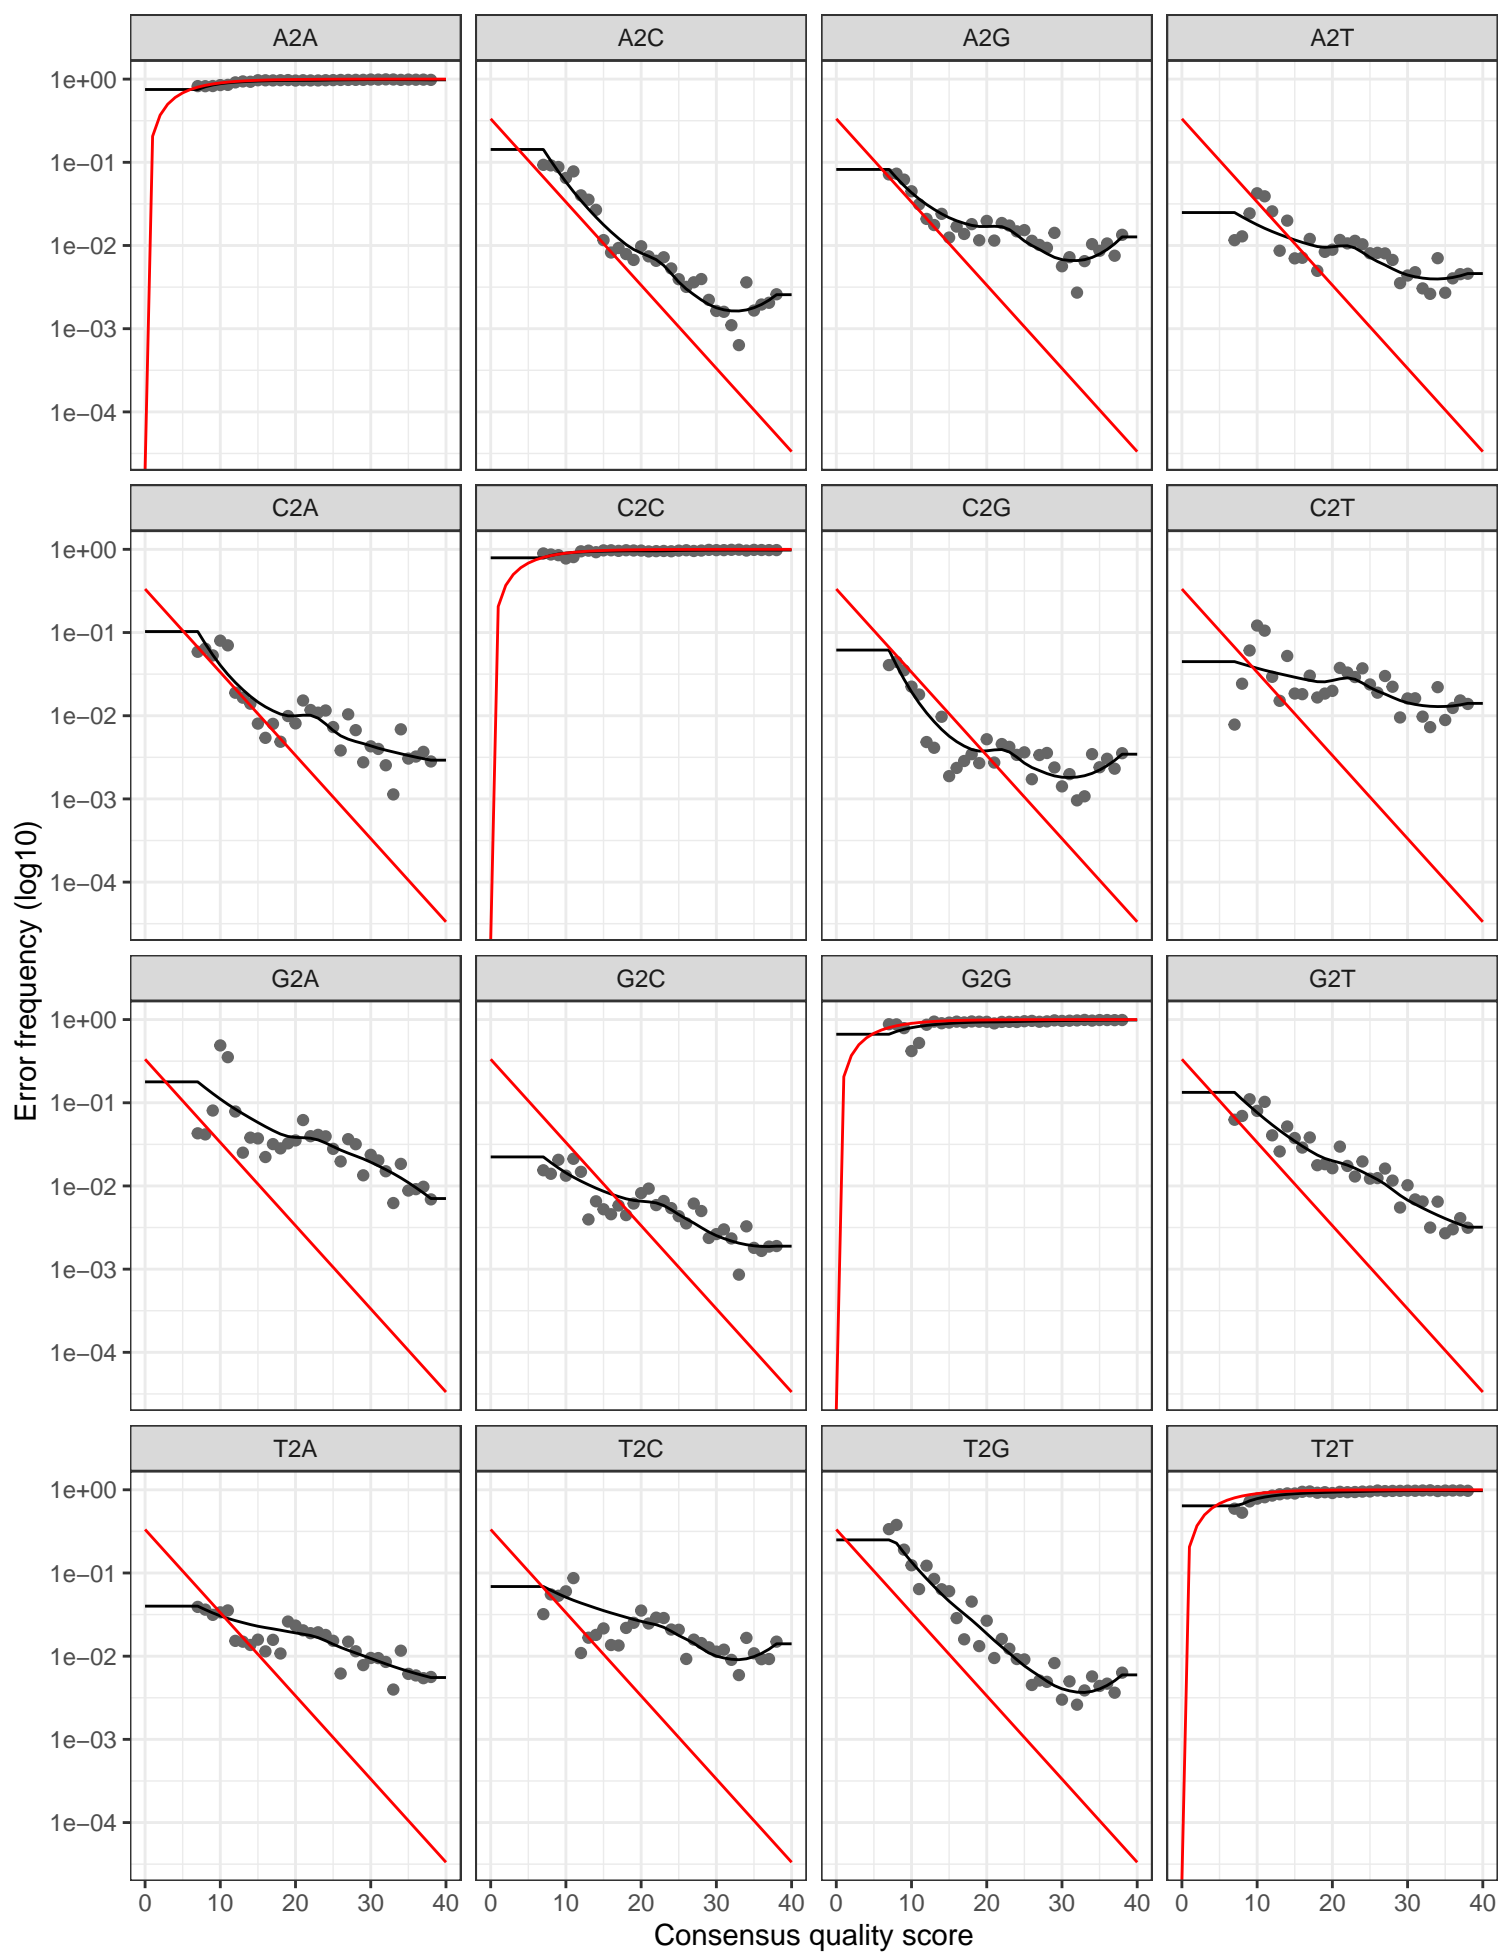 A2A A2C A2G A2T
1e+00
1e−01
1e−02
1e−03
1e−04
C2A C2C C2G C2T
1e+00
1e−01
1e−02
1e−03
1e−04
Error frequency (log10)
G2A G2C G2G G2T
1e+00
1e−01
1e−02
1e−03
1e−04
T2A T2C T2G T2T
1e+00
1e−01
1e−02
1e−03
1e−04
0 10 20 30 40 0 10 20 30 40 0 10 20 30 40 0 10 20 30 40
Consensus quality score